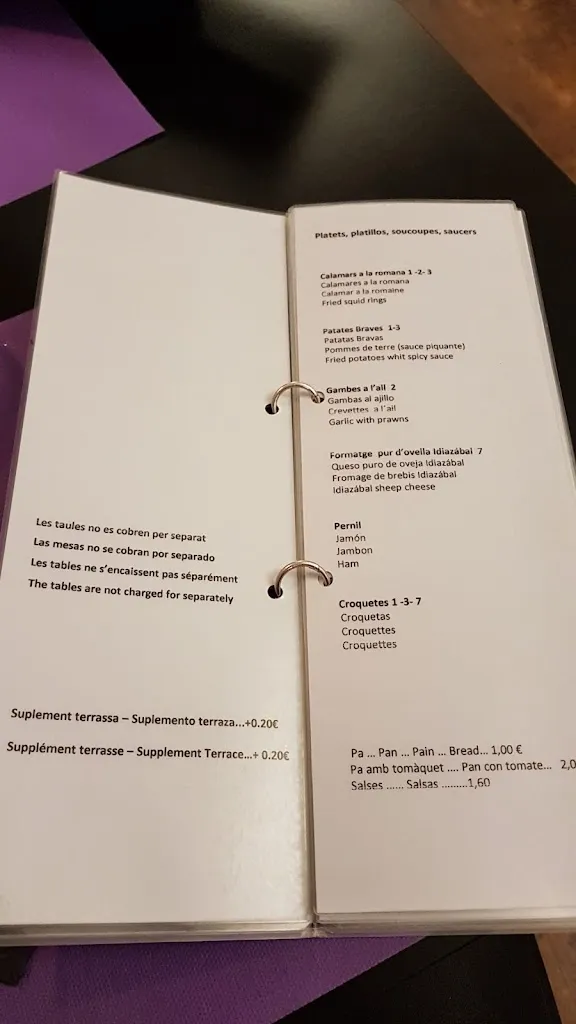 Les taules no es cobren per separat
Las mesas no se cobran por separado
Les tables ne s'encaissent pas séparément
The tables are not charged for separately
Suplement terrassa – Suplemento terraza...+0.20€
Supplément terrasse – Supplement Terrace...+ 0.20€
Platets, platillos, soucoupes, saucers
Calamars a la romana 1 -2- 3
Calamares a la romana
Calamar a la romaine
Fried squid rings
Patates Braves 1-3
Patatas Bravas
Pommes de terre (sauce piquante)
Fried potatoes whit spicy sauce
Gambes a l'all 2
Gambas al ajillo
Crevettes a l'ail
Garlic with prawns
Formatge pur d'ovella Idiazábal 7
Queso puro de oveja Idiazábal
Fromage de brebis Idiazábal
Idiazábal sheep cheese
Pernil
Jamón
Jambon
Ham
Croquetes 1 -3- 7
Croquetas
Croquettes
Croquettes
Pa ... Pan ... Pain ... Bread... 1,00 €
Pa amb tomàquet .... Pan con tomate... 2,0
Salses ...... Salsas .........1,60